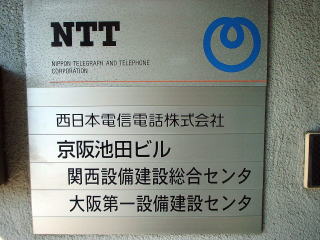 NTT
NIPPON TELEGRAPH AND TELEPHONE
CORPORATION
西日本電信電話株式会社
京阪池田ビル
関西設備建設総合センタ
大阪第一設備建設センタ